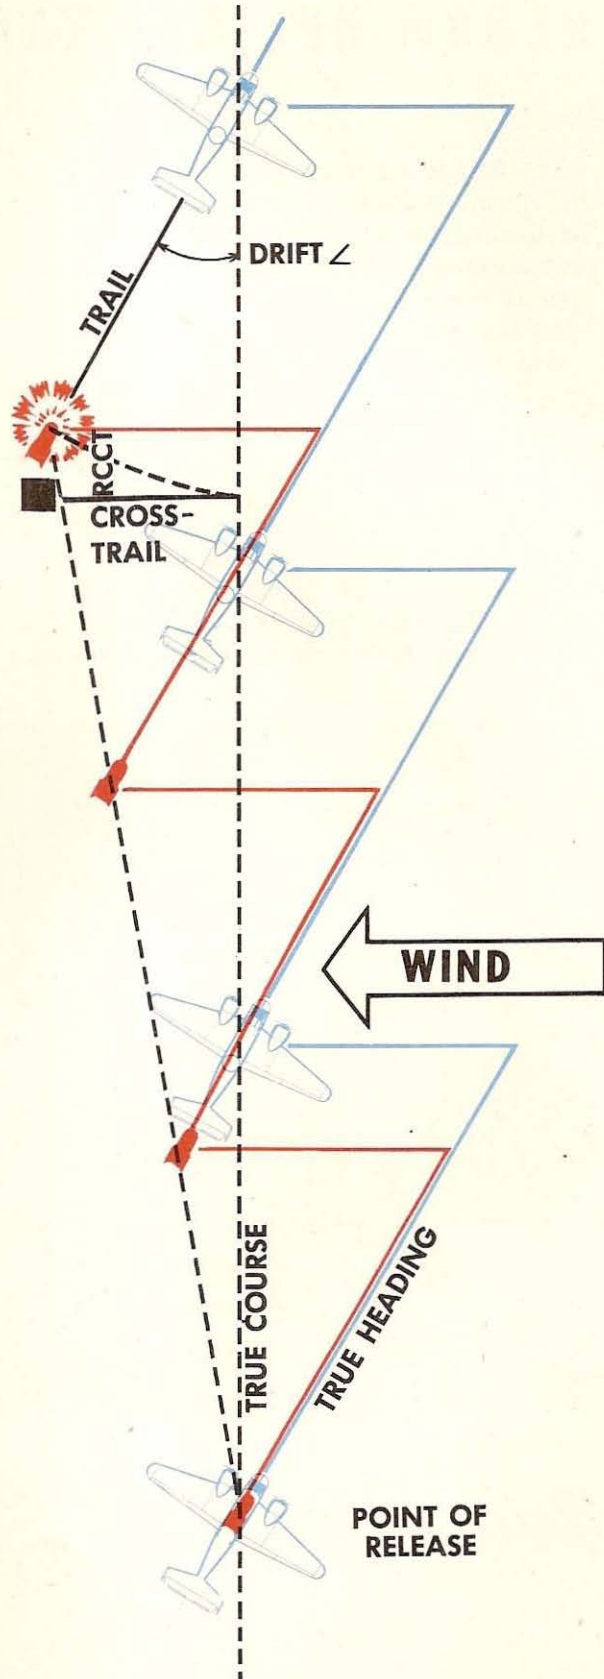 DRIFT ∠
TRAIL
RCCT
CROSS-
TRAIL
WIND
TRUE COURSE
TRUE HEADING
POINT OF
RELEASE